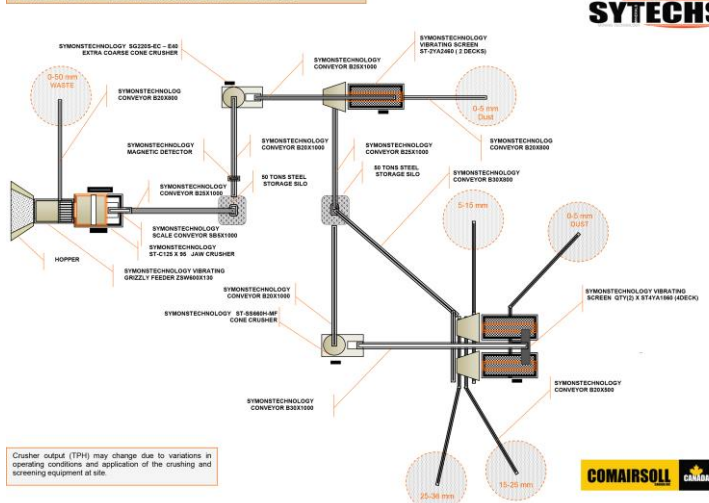 SYTECHS
SYMONSTECHNOLOGY SG220S-EC – E40
EXTRA COARSE CONE CRUSHER
SYMONSTECHNOLOGY
CONVEYOR B25X1000
SYMONSTECHNOLOGY
VIBRATING SCREEN
ST-2YA2460 ( 2 DECKS)
0-50 mm
WASTE
SYMONSTECHNOLOG
CONVEYOR B20X800
0-5 mm
Dust
SYMONSTECHNOLOGY
MAGNETIC DETECTOR
SYMONSTECHNOLOGY
CONVEYOR B20X1000
SYMONSTECHNOLOGY
CONVEYOR B25X1000
SYMONSTECHNOLOG
CONVEYOR B20X800
50 TONS STEEL
STORAGE SILO
50 TONS STEEL
STORAGE SILO
SYMONSTECHNOLOGY
CONVEYOR B30X800
SYMONSTECHNOLOGY
CONVEYOR B25X1000
5-15 mm
0-5 mm
DUST
SYMONSTECHNOLOGY
SCALE CONVEYOR SB5X1000
SYMONSTECHNOLOGY
ST-C125 X 95 JAW CRUSHER
HOPPER
SYMONSTECHNOLOGY VIBRATING
GRIZZLY FEEDER ZSW600X130
SYMONSTECHNOLOGY
CONVEYOR B20X1000
SYMONSTECHNOLOGY VIBRATING
SCREEN QTY(2) X ST4YA1860 (4DECK)
SYMONSTECHNOLOGY ST-SS660H-MF
CONE CRUSHER
SYMONSTECHNOLOGY
CONVEYOR B30X1000
SYMONSTECHNOLOGY
CONVEYOR B20X500
Crusher output (TPH) may change due to variations in
operating conditions and application of the crushing and
screening equipment at site.
25-38 mm
15-25 mm
COMAIRSOLL
CANADA